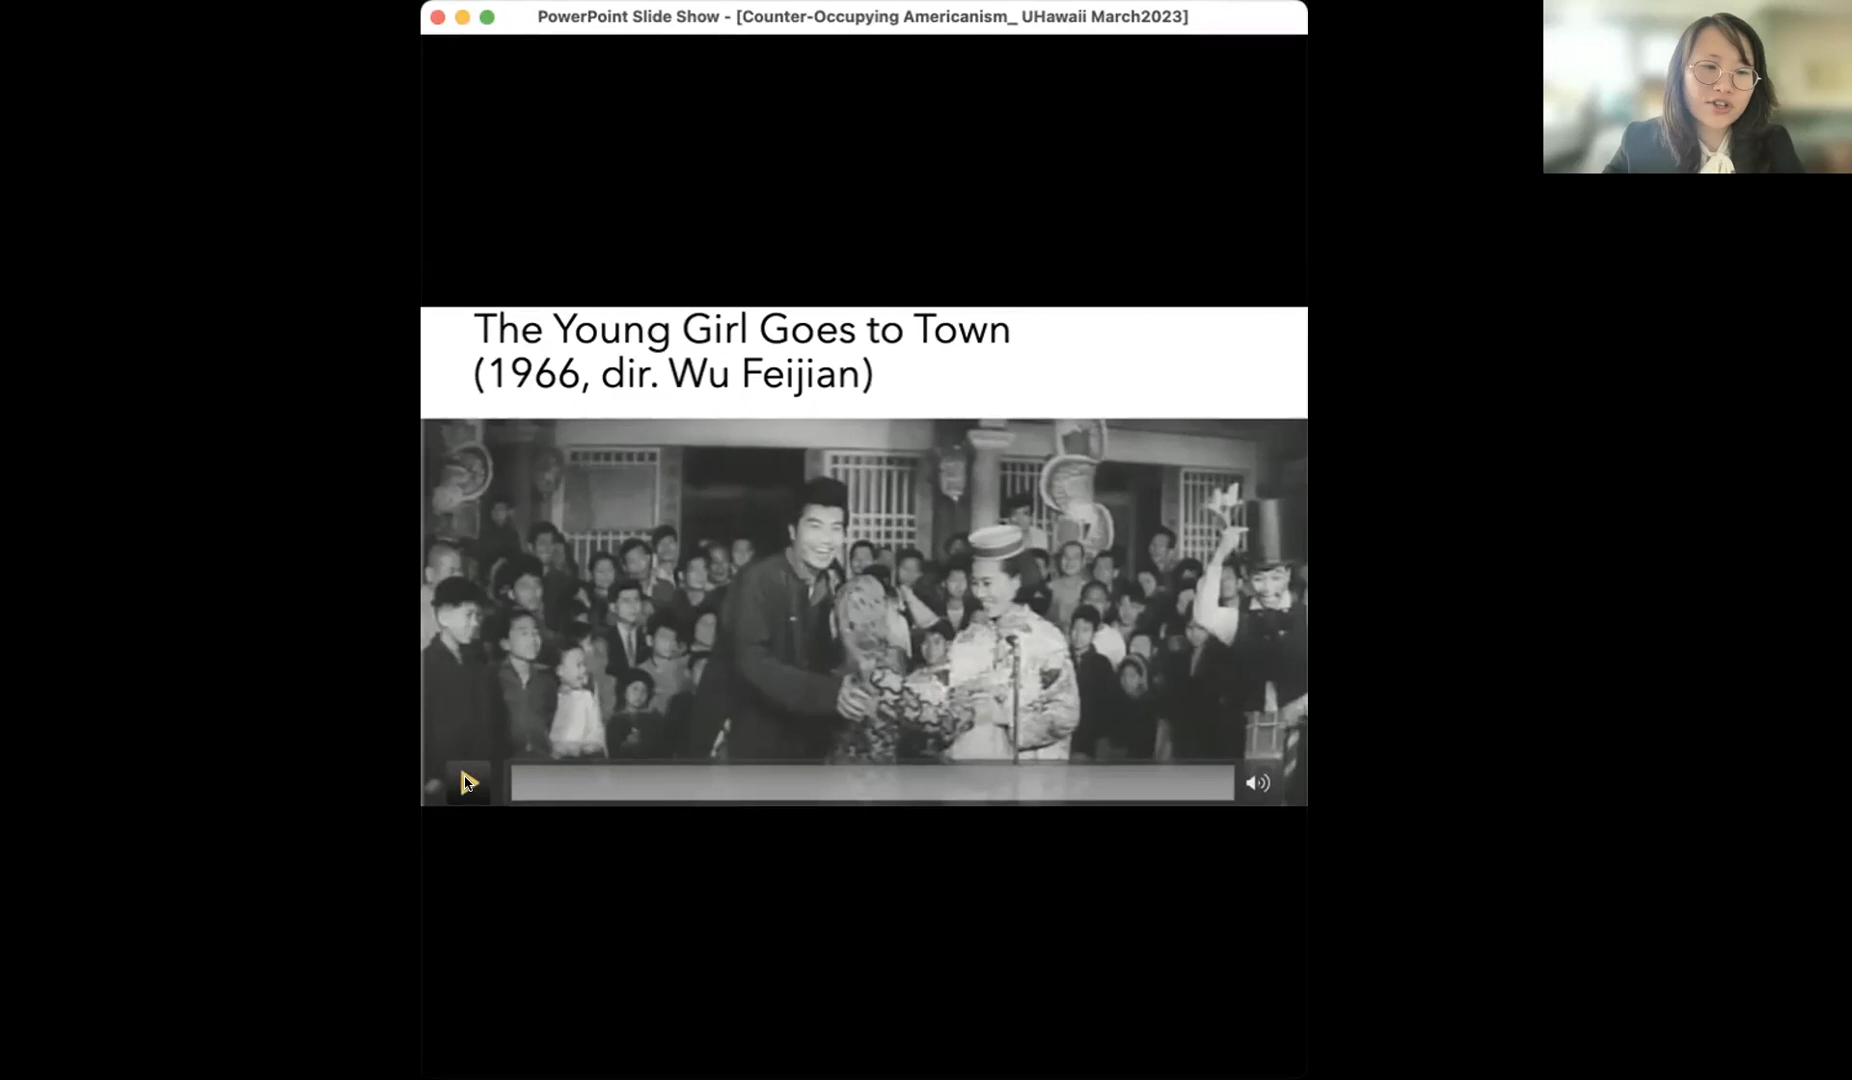 PowerPoint Slide Show - [Counter-Occupying Americanism_ UHawaii March2023]
The Young Girl Goes to Town
(1966, dir. Wu Feijian)